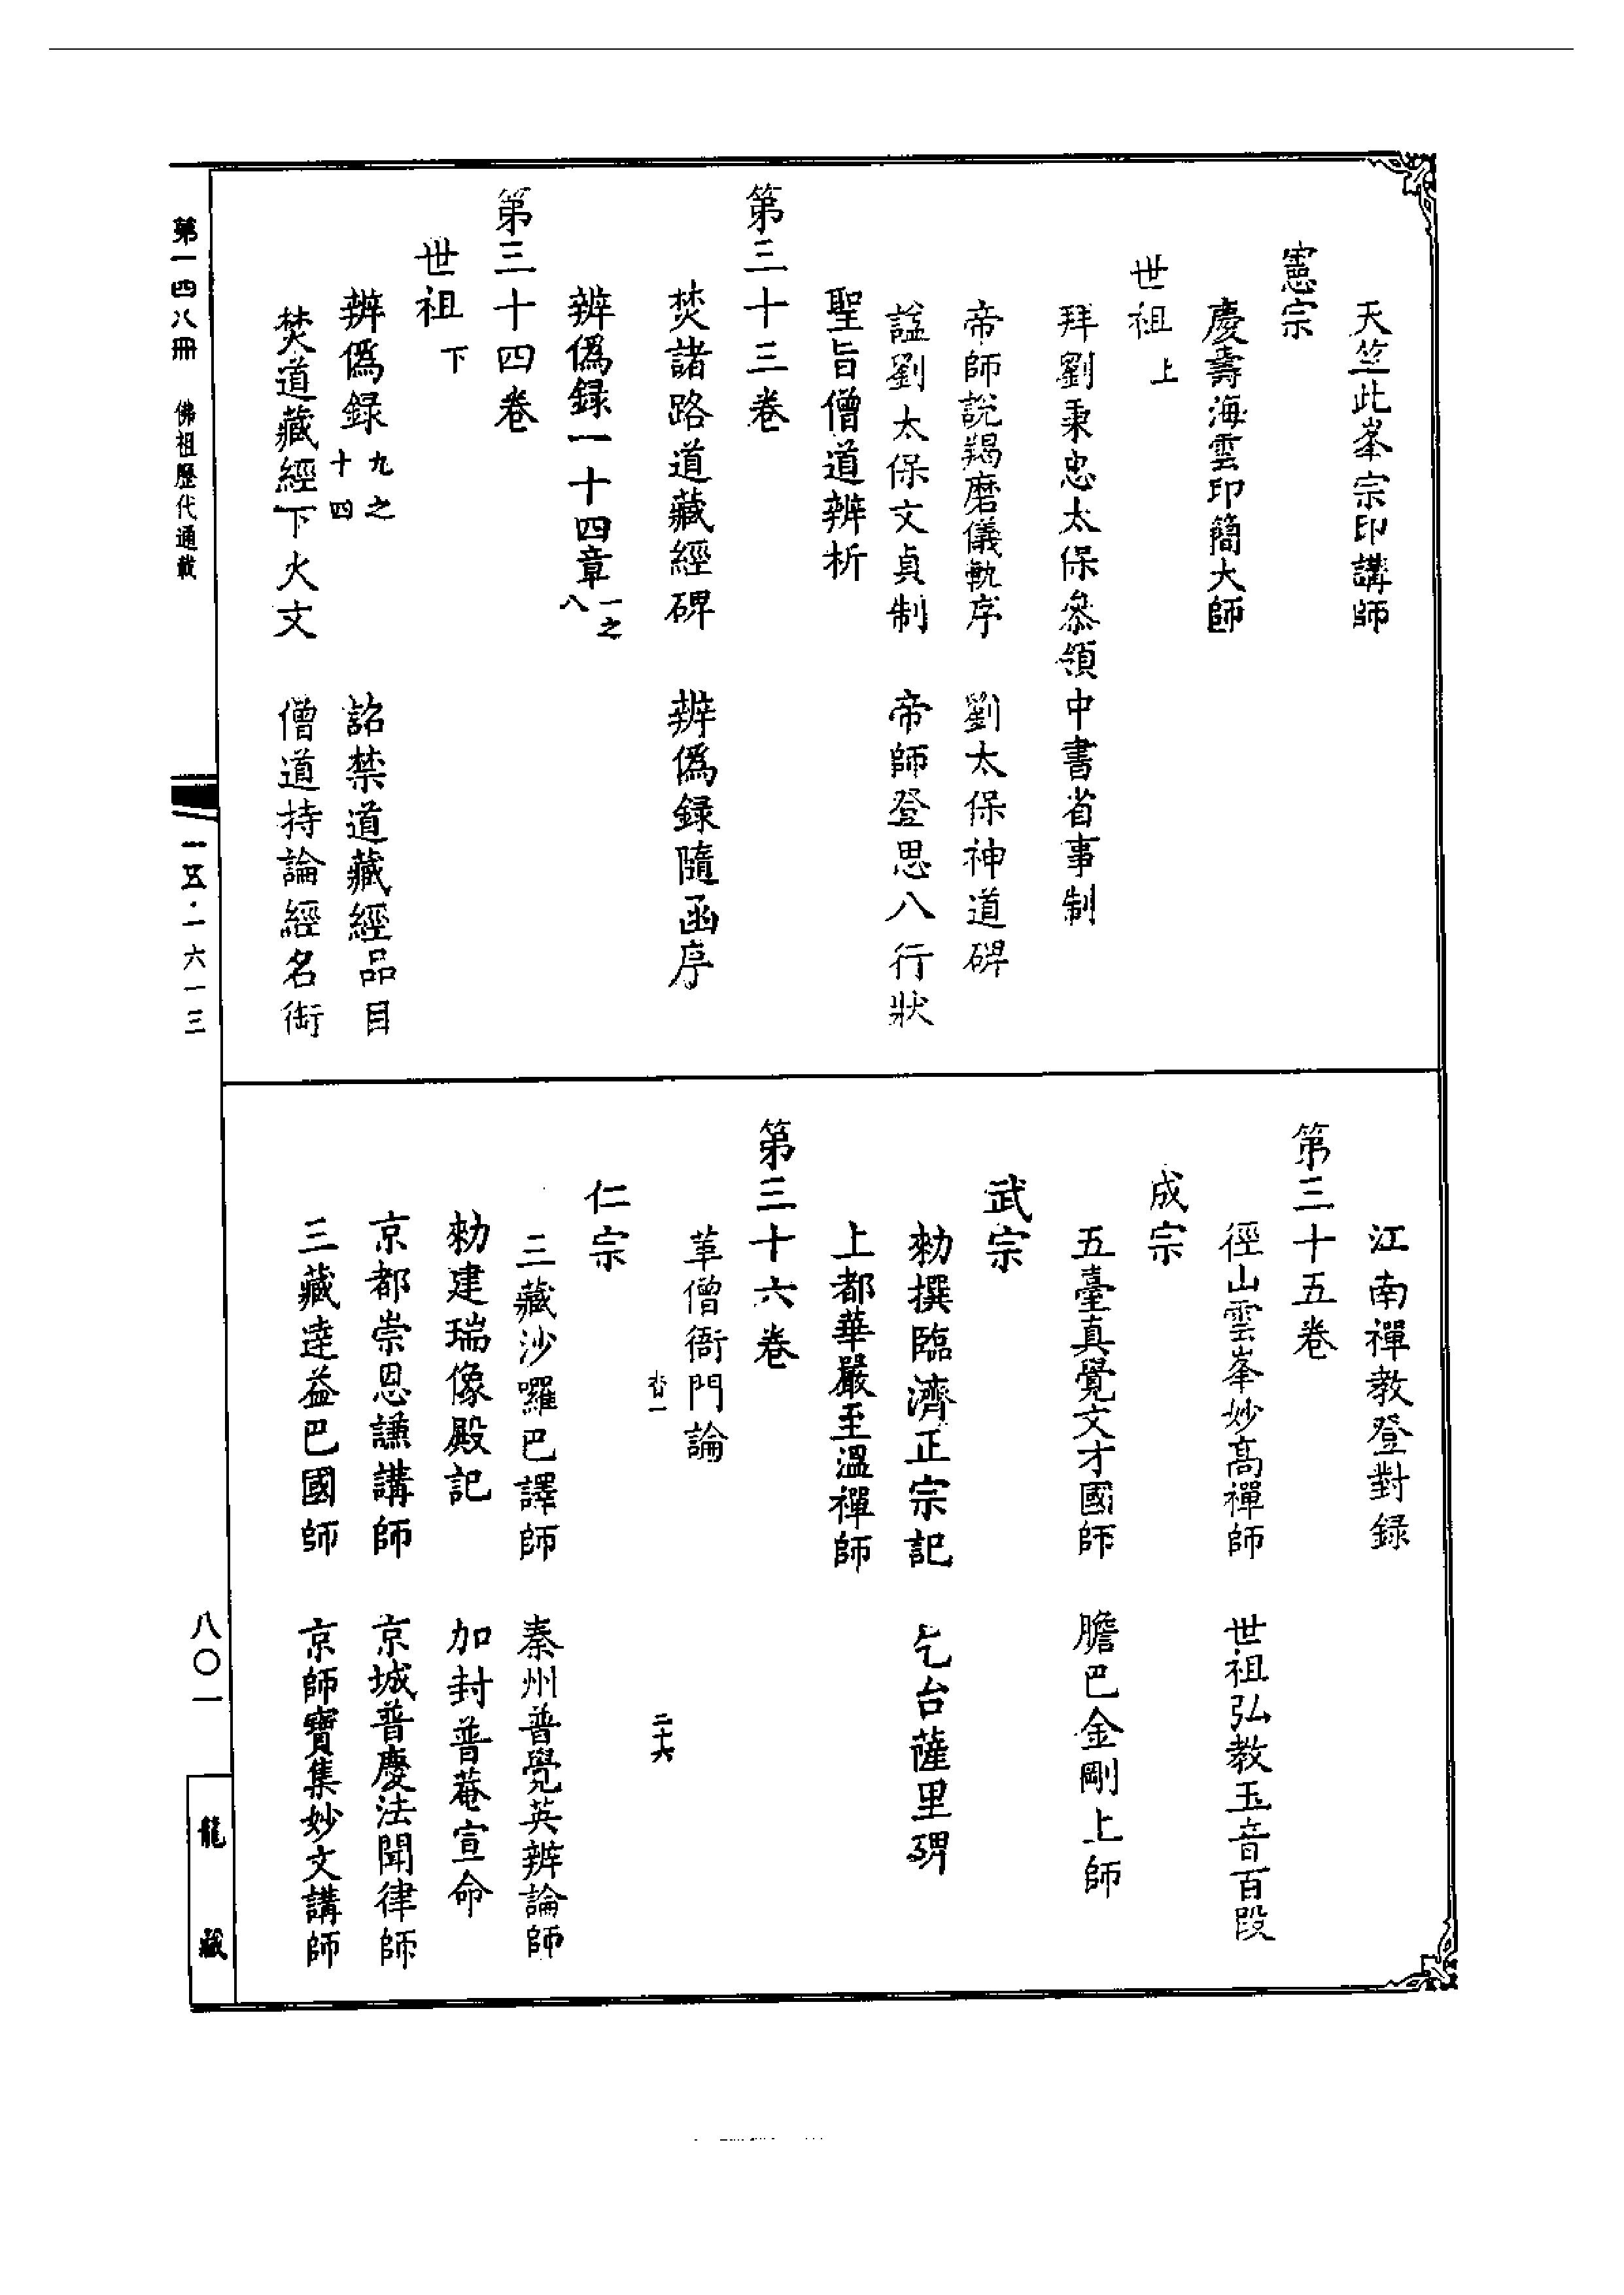 天竺此峯宗印講師
憲宗
慶壽海雲印簡大師
世祖上
拜劉秉忠太保叅領中書省事制
帝師說羯磨儀軌序　劉太保神道碑
諡劉太保文貞制　帝師登思八行狀
聖旨僧道辨析
第三十三卷
焚諸路道藏經碑　辨僞録隨函序
辨僞録一十四章一之八
第三十四卷
世祖下
辨僞録九之十四　詔禁道藏經品目
焚道藏經下火文　僧道持論經名銜
江南禪教登對録
第三十五卷
徑山雲峯妙高禪師　世祖弘教玉音百段
成宗
五臺真覺文才國師　膽巴金剛上師
武宗
勑撰臨濟正宗記　乞台薩里碑
上都華嚴至溫禪師
第三十六卷
革僧衙門論
杳一　二十六
仁宗
三藏沙囉巴譯師　秦州普覺英辨論師
勑建瑞像殿記　加封普菴宣命
京都崇恩謙講師　京城普慶法聞律師
三藏達益巴國師　京師寶集妙文講師
第一四八冊　佛祖歷代通載
一五·一六一三
八〇一
龍藏